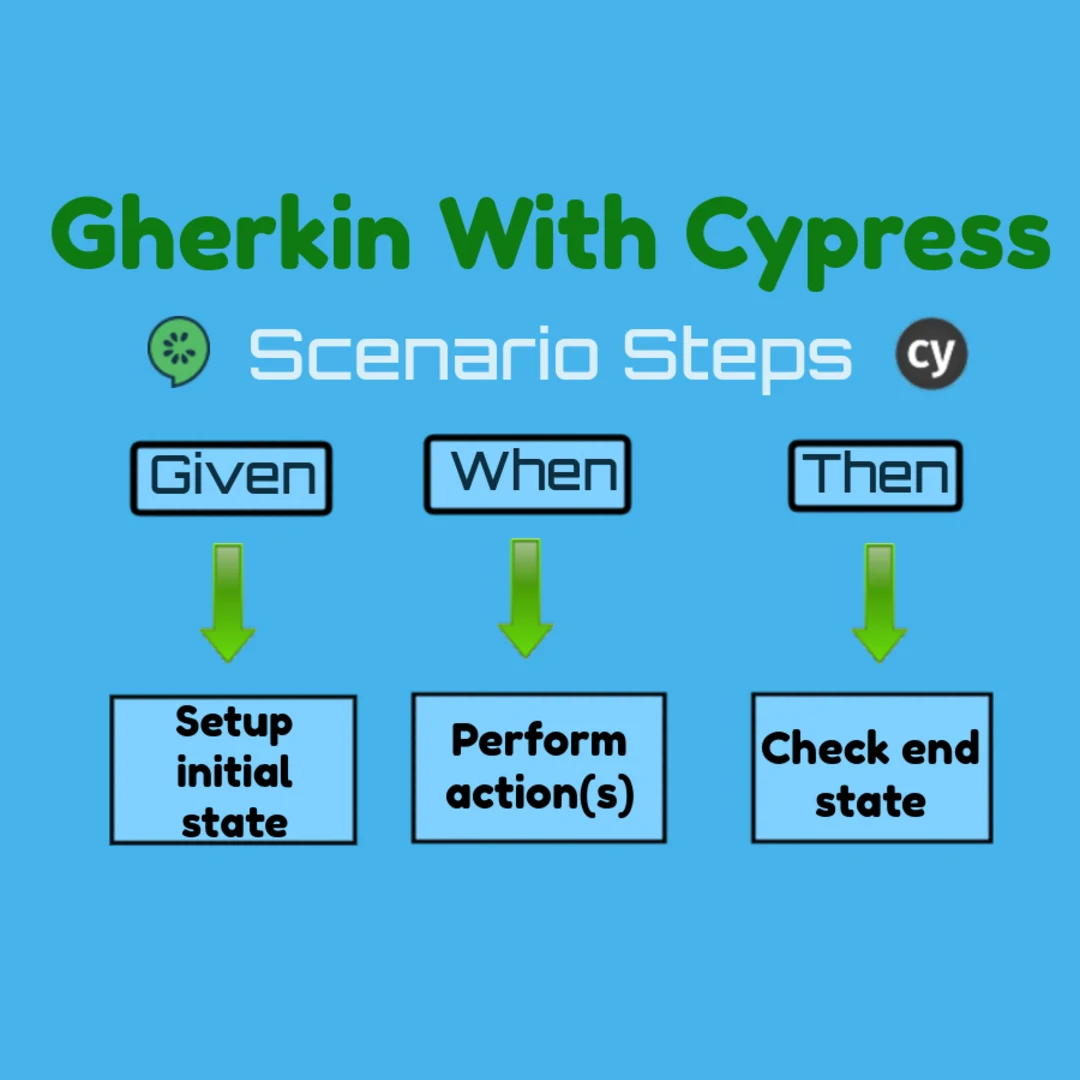 Gherkin With Cypress
Scenario Steps
cy
Given
When
Then
Setup
initial
state
Perform
action(s)
Check end
state